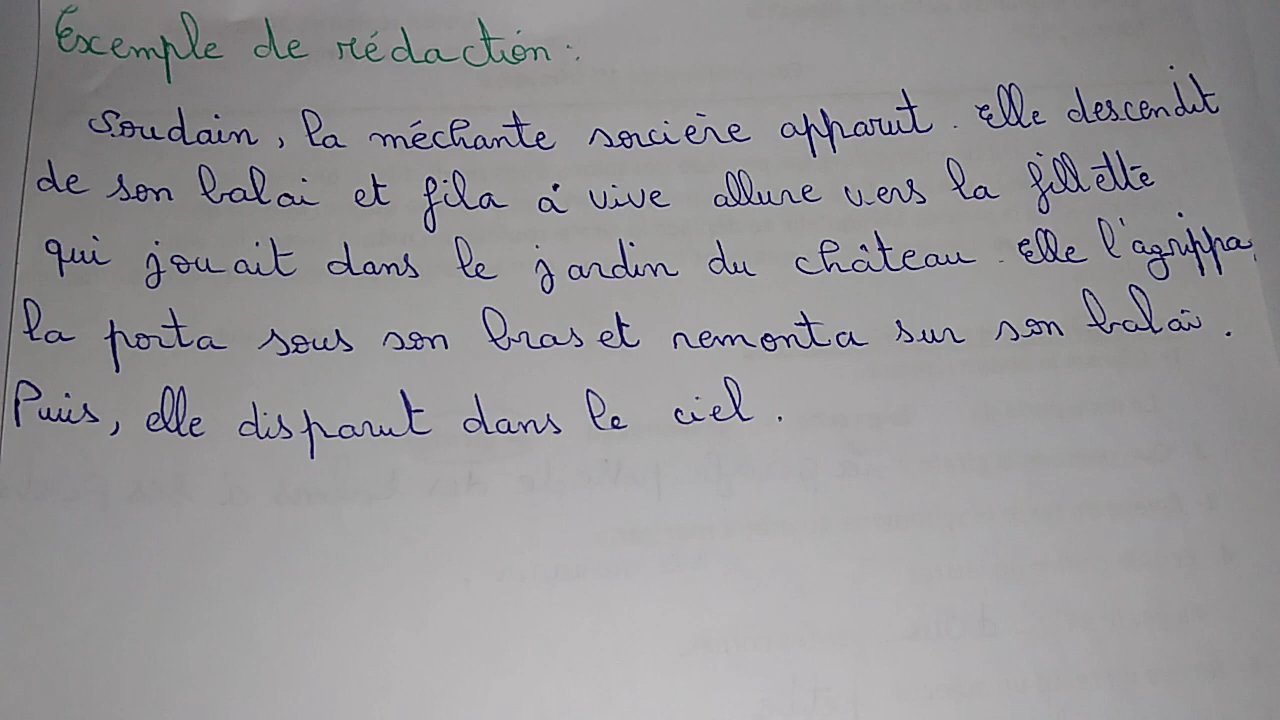 Exemple de rédaction :
Soudain, la méchante sorcière apparut. Elle descendit
de son balai et fila à vive allure vers la fillette
qui jouait dans le jardin du château. Elle l'agrippa,
la porta sous son bras et remonta sur son balai.
Puis, elle disparut dans le ciel.